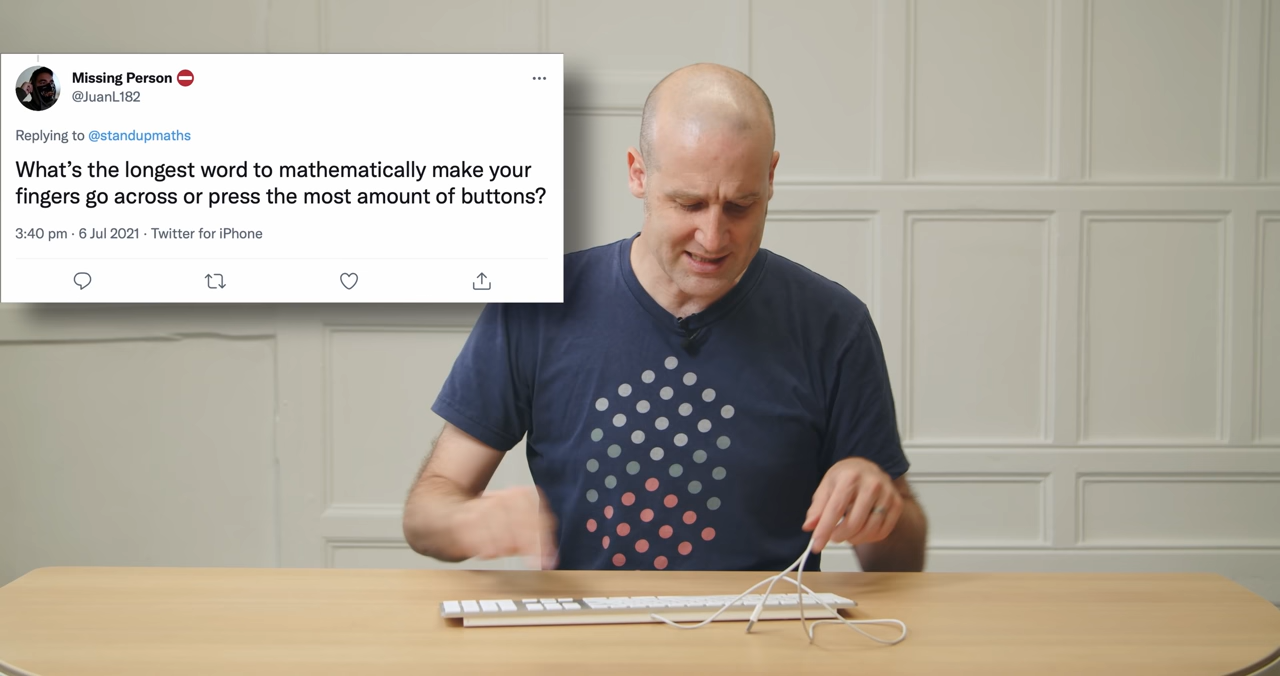 Missing Person ⛔
@JuanL182
Replying to @standupmaths
What’s the longest word to mathematically make your
fingers go across or press the most amount of buttons?
3:40 pm · 6 Jul 2021 · Twitter for iPhone